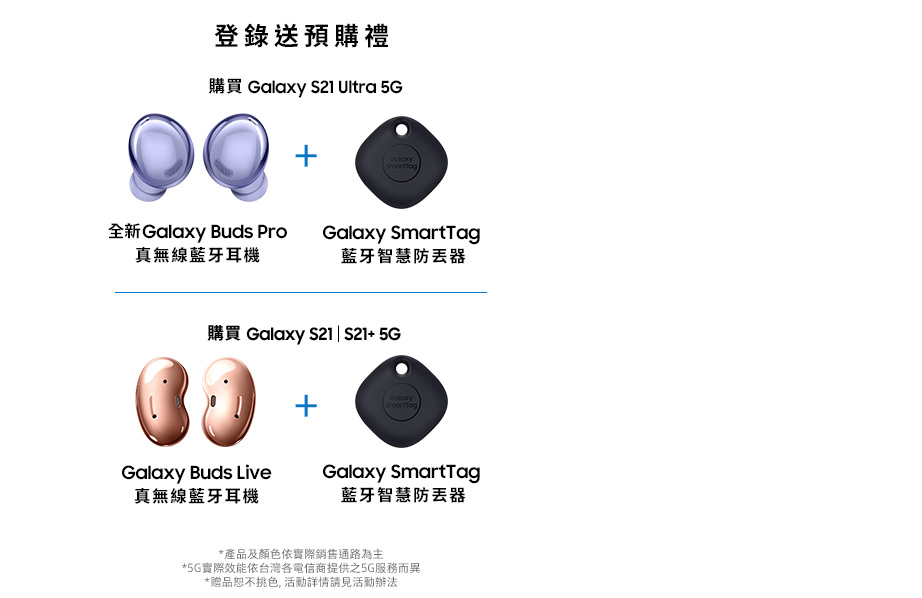 登錄送預購禮
購買 Galaxy S21 Ultra 5G
Galaxy
SmartTag
全新Galaxy Buds Pro
真無線藍牙耳機
Galaxy SmartTag
藍牙智慧防丟器
購買 Galaxy S21 | S21+ 5G
Galaxy
SmartTag
Galaxy Buds Live
真無線藍牙耳機
Galaxy SmartTag
藍牙智慧防丟器
*產品及顏色依實際銷售通路為主
*5G實際效能依台灣各電信商提供之5G服務而異
*贈品恕不挑色, 活動詳情請見活動辦法